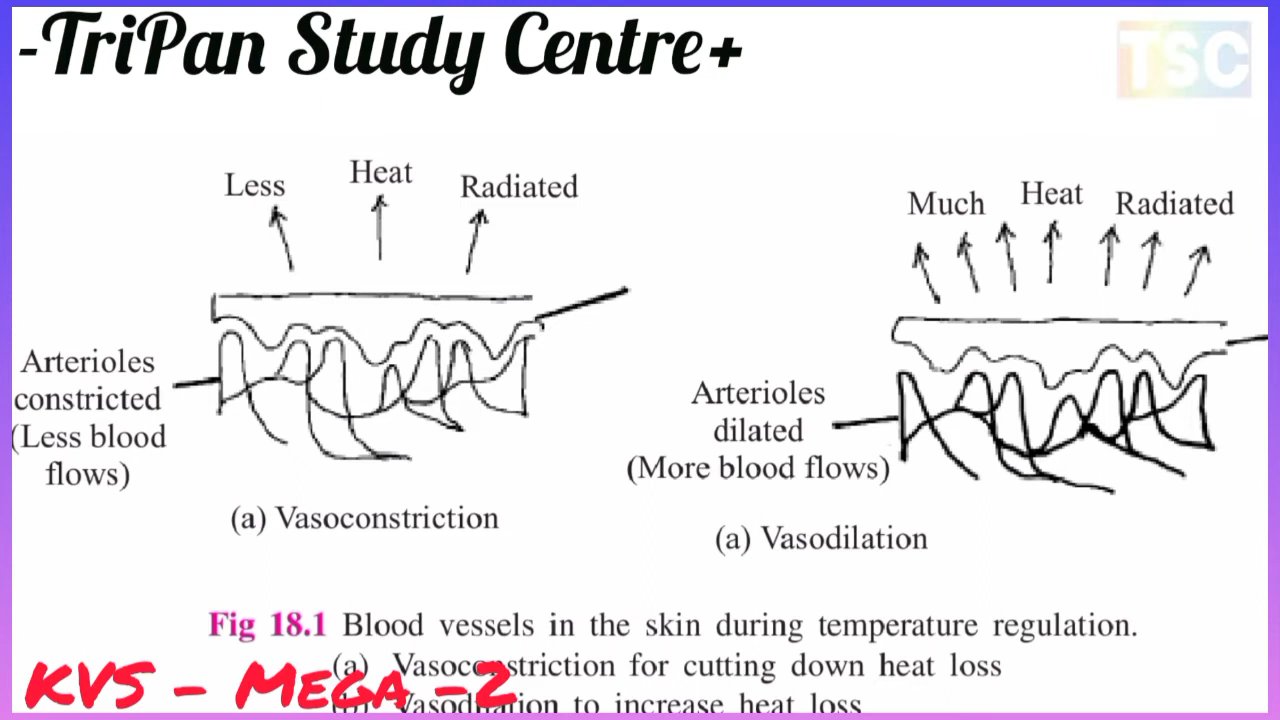 -TriPan Study Centre+
TSC
Less Heat Radiated
Much Heat Radiated
Arterioles
constricted
(Less blood
flows)
Arterioles
dilated
(More blood flows)
(a) Vasoconstriction
(a) Vasodilation
Fig 18.1 Blood vessels in the skin during temperature regulation.
(a) Vasoconstriction for cutting down heat loss
(b) Vasodilation to increase heat loss
KVS - MEGA -2